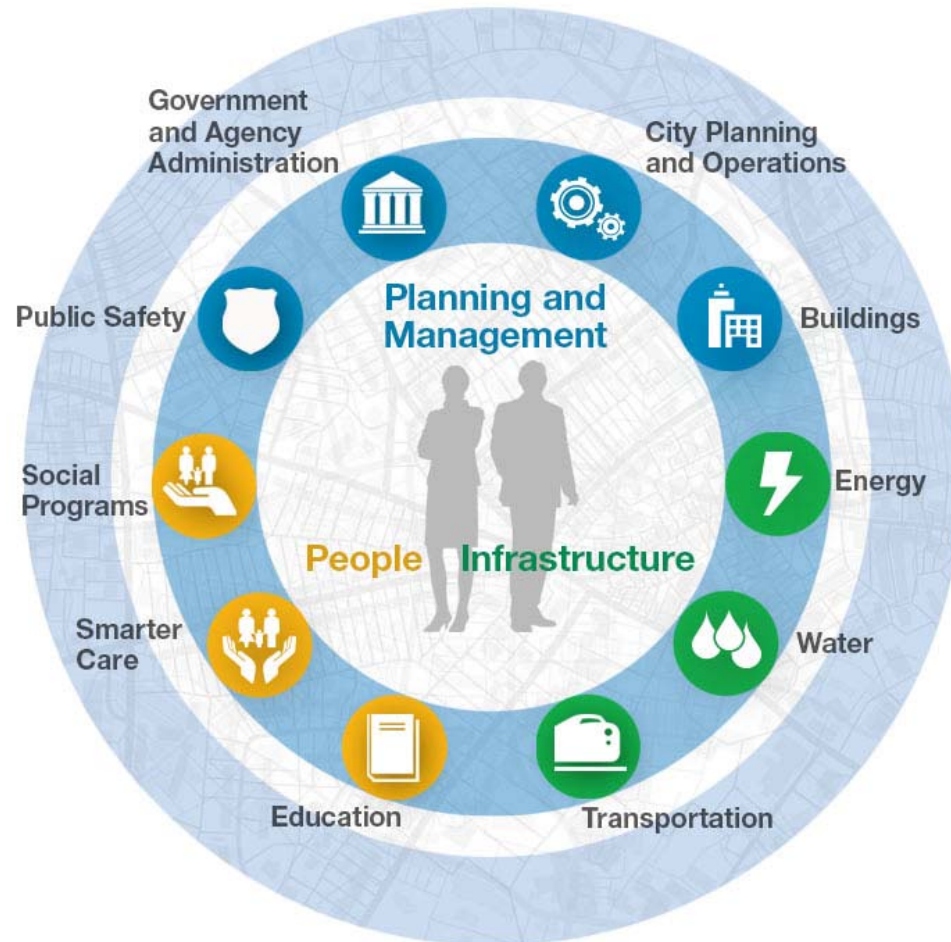 Government
and Agency
Administration
City Planning
and Operations
Public Safety
Planning and
Management
Buildings
Social
Programs
Energy
People
Infrastructure
Smarter
Care
Water
Education
Transportation